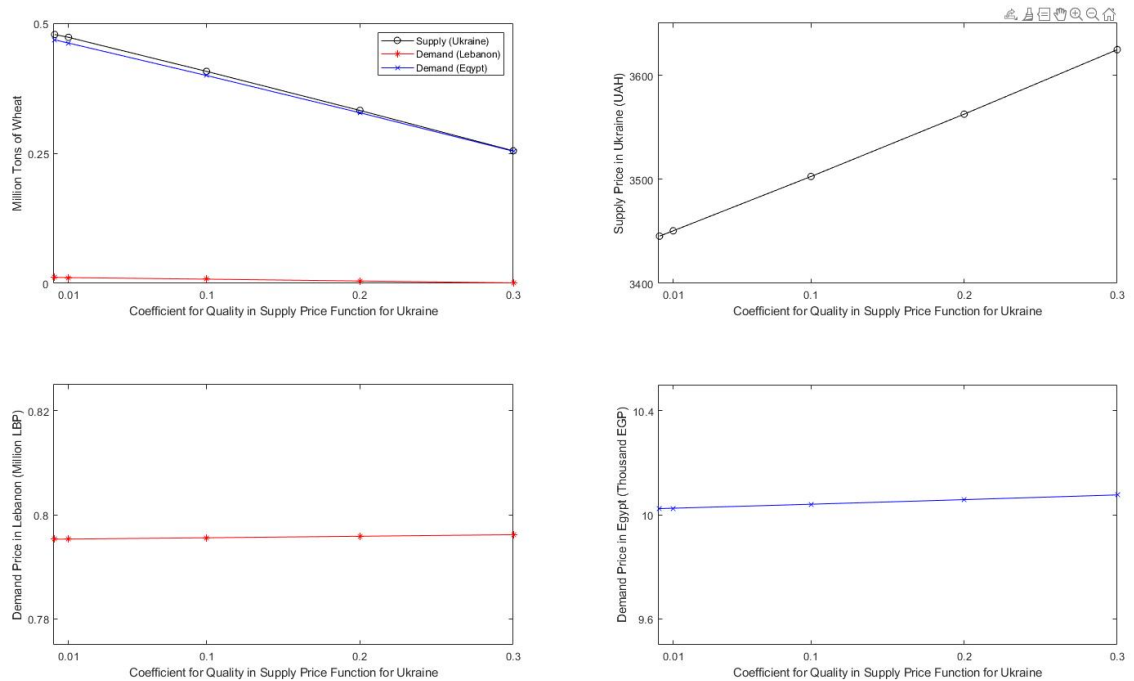 0.5
0.25
0
Million Tons of Wheat
Supply (Ukraine)
Demand (Lebanon)
Demand (Eqypt)
0.01 0.1 0.2 0.3
Coefficient for Quality in Supply Price Function for Ukraine
3600
3500
3400
Supply Price in Ukraine (UAH)
0.01 0.1 0.2 0.3
Coefficient for Quality in Supply Price Function for Ukraine
0.82
0.8
0.78
Demand Price in Lebanon (Million LBP)
0.01 0.1 0.2 0.3
Coefficient for Quality in Supply Price Function for Ukraine
10.4
10
9.6
Demand Price in Egypt (Thousand EGP)
0.01 0.1 0.2 0.3
Coefficient for Quality in Supply Price Function for Ukraine